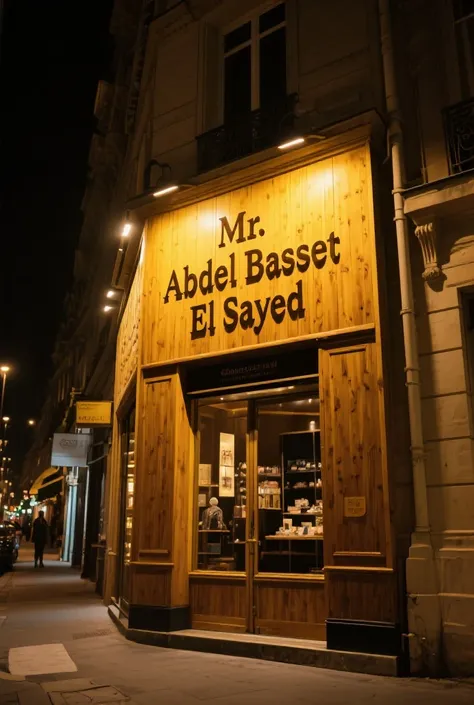 Mr.
Abdel Basset
El Sayed